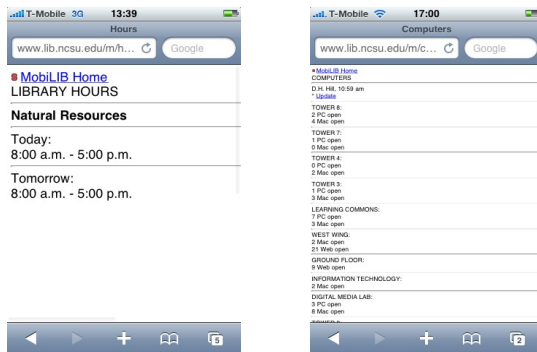 T-Mobile 3G 13:39
Hours
www.lib.ncsu.edu/m/h... Google
MobiLIB Home
LIBRARY HOURS
Natural Resources
Today:
8:00 a.m. - 5:00 p.m.
Tomorrow:
8:00 a.m. - 5:00 p.m.
5
T-Mobile 17:00
Computers
www.lib.ncsu.edu/m/c... Google
MobiLIB Home
COMPUTERS
D.H. Hill, 10:59 am
* Update
TOWER 8:
2 PC open
4 Mac open
TOWER 7:
1 PC open
0 Mac open
TOWER 4:
0 PC open
2 Mac open
TOWER 3:
1 PC open
3 Mac open
LEARNING COMMONS:
7 PC open
3 Mac open
WEST WING:
2 Mac open
21 Web open
GROUND FLOOR:
9 Web open
INFORMATION TECHNOLOGY:
2 Mac open
DIGITAL MEDIA LAB:
3 PC open
8 Mac open
2